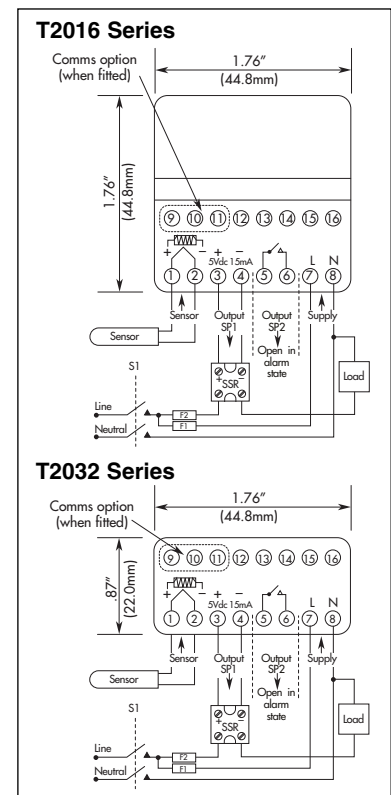 T2016 Series
Comms option
(when fitted)
1.76"
(44.8mm)
1.76"
(44.8mm)
9 10 11 12 13 14 15 16
+ − + − L N
5Vdc 15mA
1 2 3 4 5 6 7 8
Sensor Output SP1 Output SP2 Supply
Open in
alarm
state
Sensor
S1
+ SSR −
Load
Line
F2
Neutral
F1
T2032 Series
Comms option
(when fitted)
1.76"
(44.8mm)
.87"
(22.0mm)
9 10 11 12 13 14 15 16
+ − + − L N
5Vdc 15mA
1 2 3 4 5 6 7 8
Sensor Output SP1 Output SP2 Supply
Open in
alarm
state
Sensor
S1
+ SSR −
Load
Line
F2
Neutral
F1